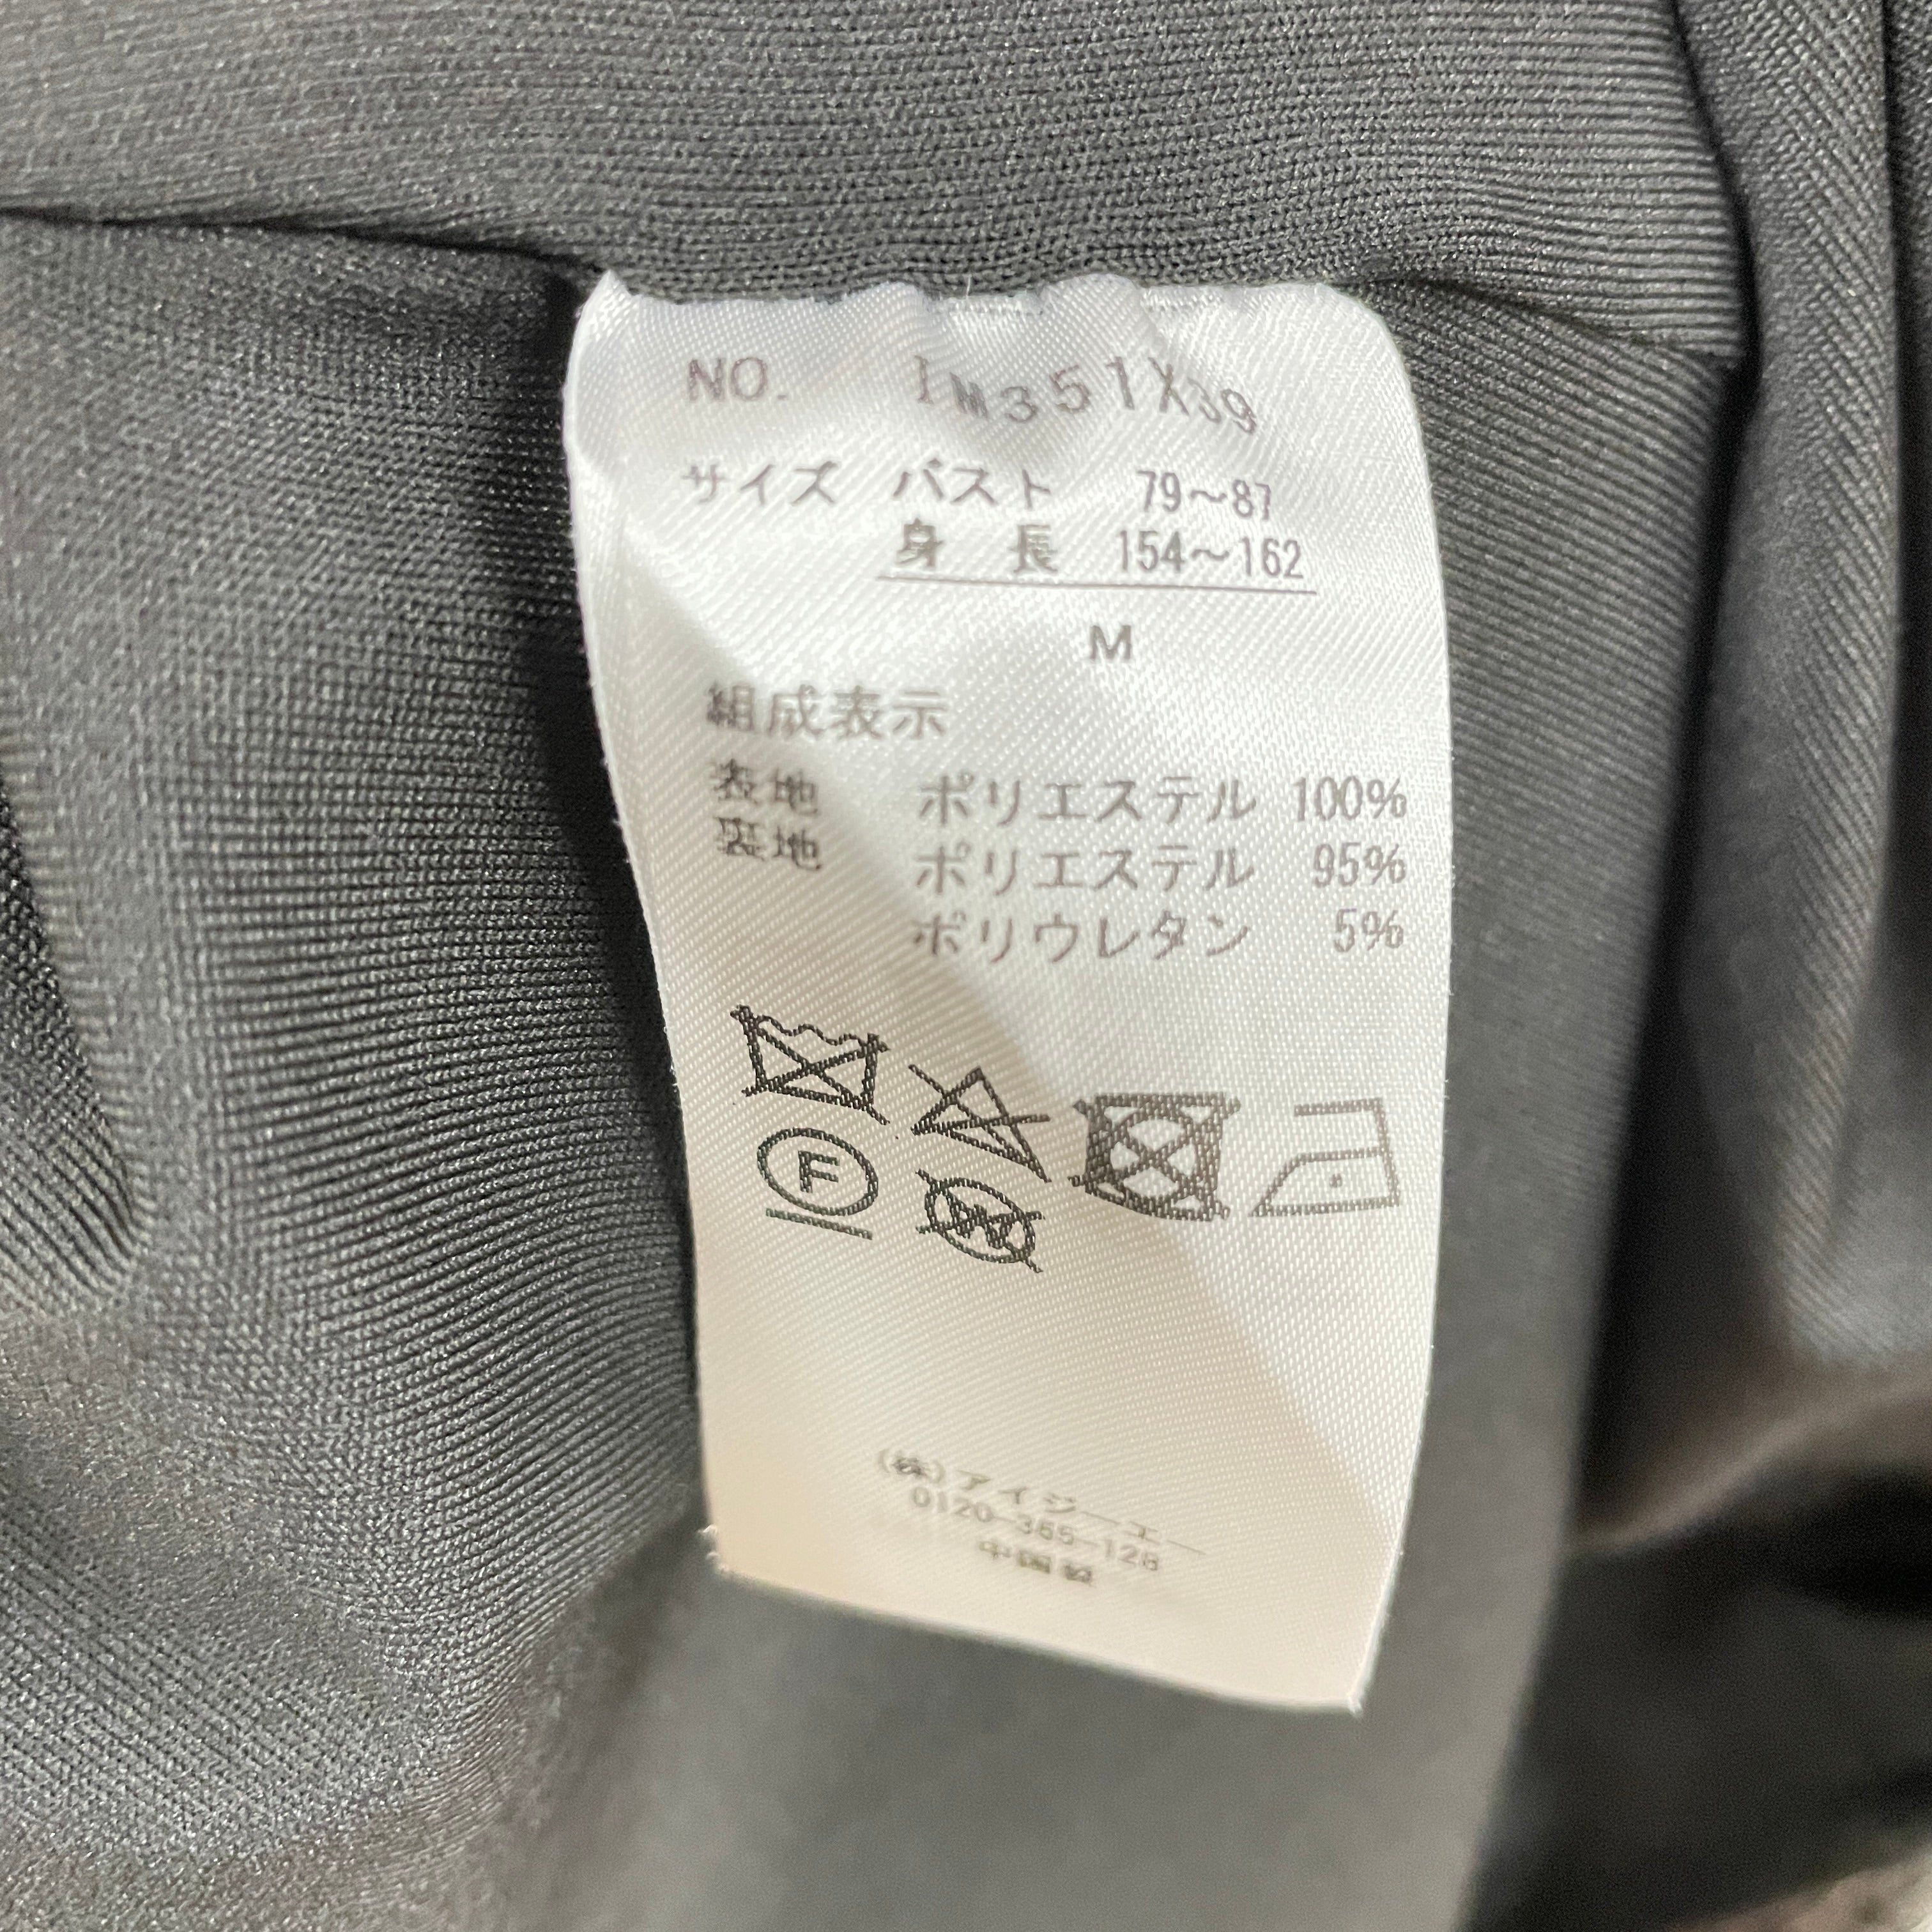 NO. IM351X39
サイズ バスト 79～87
身 長 154～162
M
組成表示
表地 ポリエステル 100%
裏地 ポリエステル 95%
ポリウレタン 5%
F
W
(株)アイジーエー
0120-365-128
中国製